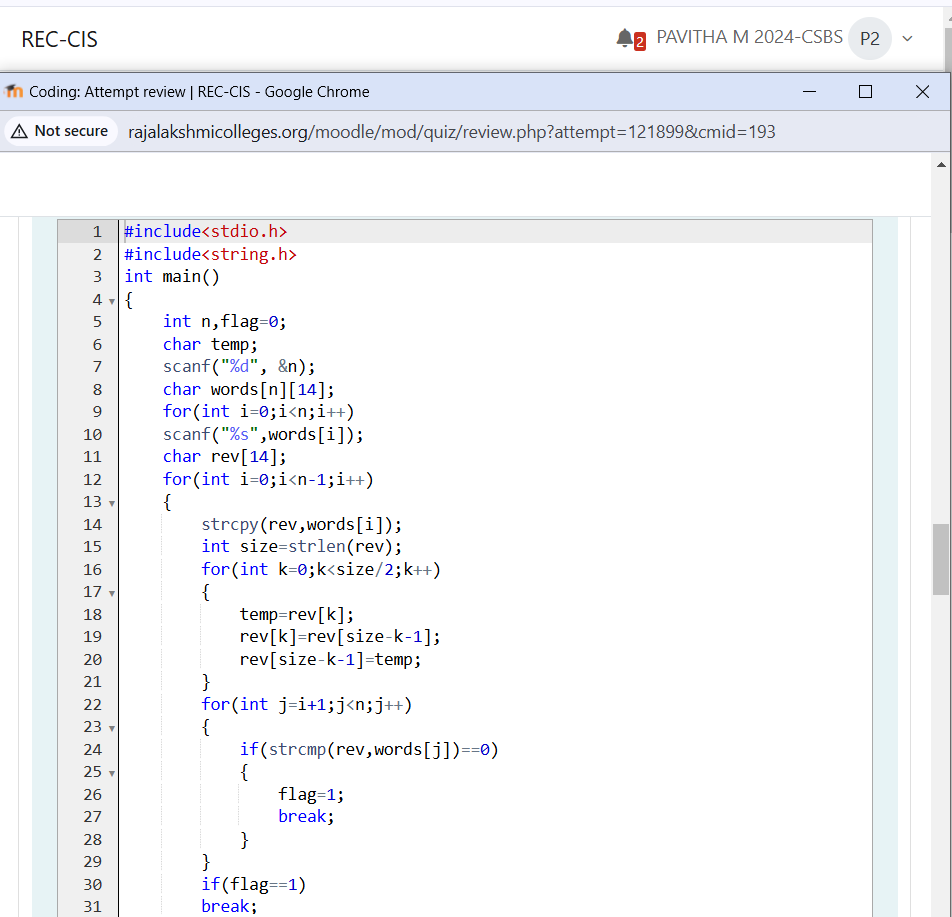 REC-CIS
2 PAVITHA M 2024-CSBS P2
Coding: Attempt review | REC-CIS - Google Chrome
Not secure rajalakshmicolleges.org/moodle/mod/quiz/review.php?attempt=121899&cmid=193
1 #include<stdio.h>
2 #include<string.h>
3 int main()
4 {
5     int n,flag=0;
6     char temp;
7     scanf("%d", &n);
8     char words[n][14];
9     for(int i=0;i<n;i++)
10     scanf("%s",words[i]);
11     char rev[14];
12     for(int i=0;i<n-1;i++)
13     {
14         strcpy(rev,words[i]);
15         int size=strlen(rev);
16         for(int k=0;k<size/2;k++)
17         {
18             temp=rev[k];
19             rev[k]=rev[size-k-1];
20             rev[size-k-1]=temp;
21         }
22         for(int j=i+1;j<n;j++)
23         {
24             if(strcmp(rev,words[j])==0)
25             {
26                 flag=1;
27                 break;
28             }
29         }
30         if(flag==1)
31         break;